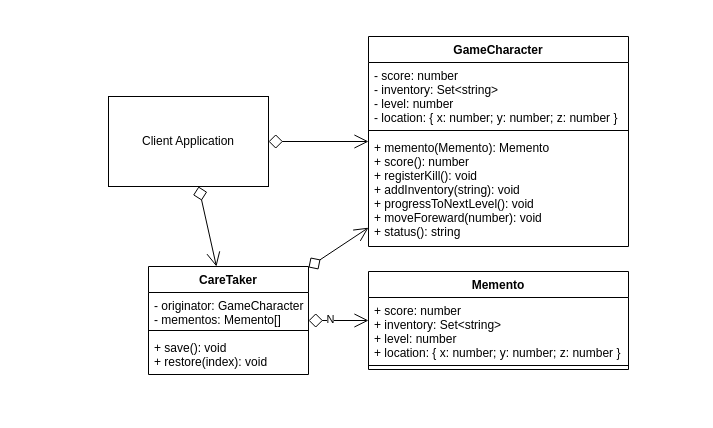 GameCharacter
- score: number
- inventory: Set<string>
- level: number
- location: { x: number; y: number; z: number }
+ memento(Memento): Memento
+ score(): number
+ registerKill(): void
+ addInventory(string): void
+ progressToNextLevel(): void
+ moveForeward(number): void
+ status(): string
Client Application
CareTaker
- originator: GameCharacter
- mementos: Memento[]
+ save(): void
+ restore(index): void
N
Memento
+ score: number
+ inventory: Set<string>
+ level: number
+ location: { x: number; y: number; z: number }